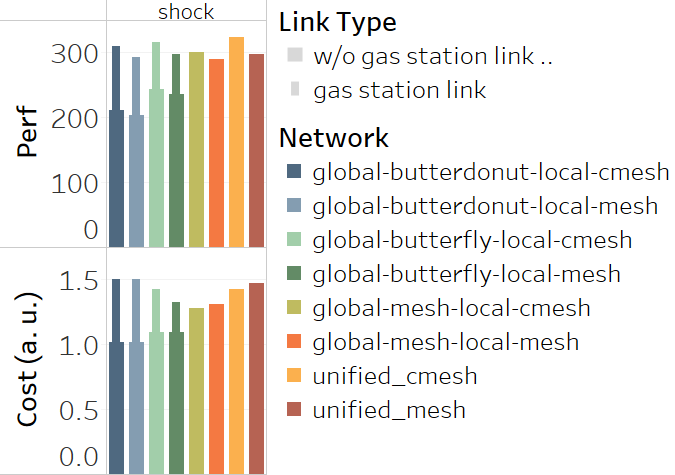 shock
Perf
300
200
100
0
Cost (a. u.)
1.5
1.0
0.5
0.0
Link Type
w/o gas station link ..
gas station link
Network
global-butterdonut-local-cmesh
global-butterdonut-local-mesh
global-butterfly-local-cmesh
global-butterfly-local-mesh
global-mesh-local-cmesh
global-mesh-local-mesh
unified_cmesh
unified_mesh